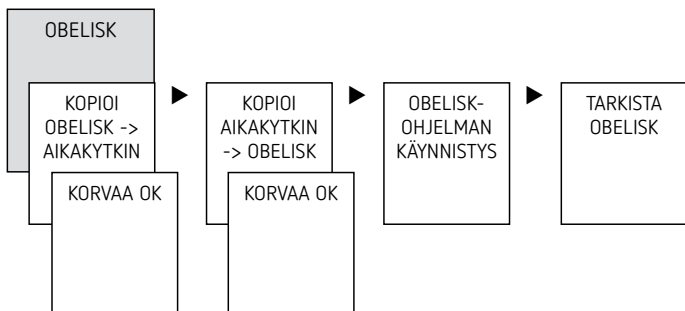 OBELISK
KOPIOI
OBELISK ->
AIKAKYTKIN
KORVAA OK
KOPIOI
AIKAKYTKIN
-> OBELISK
KORVAA OK
OBELISK-
OHJELMAN
KÄYNNISTYS
TARKISTA
OBELISK